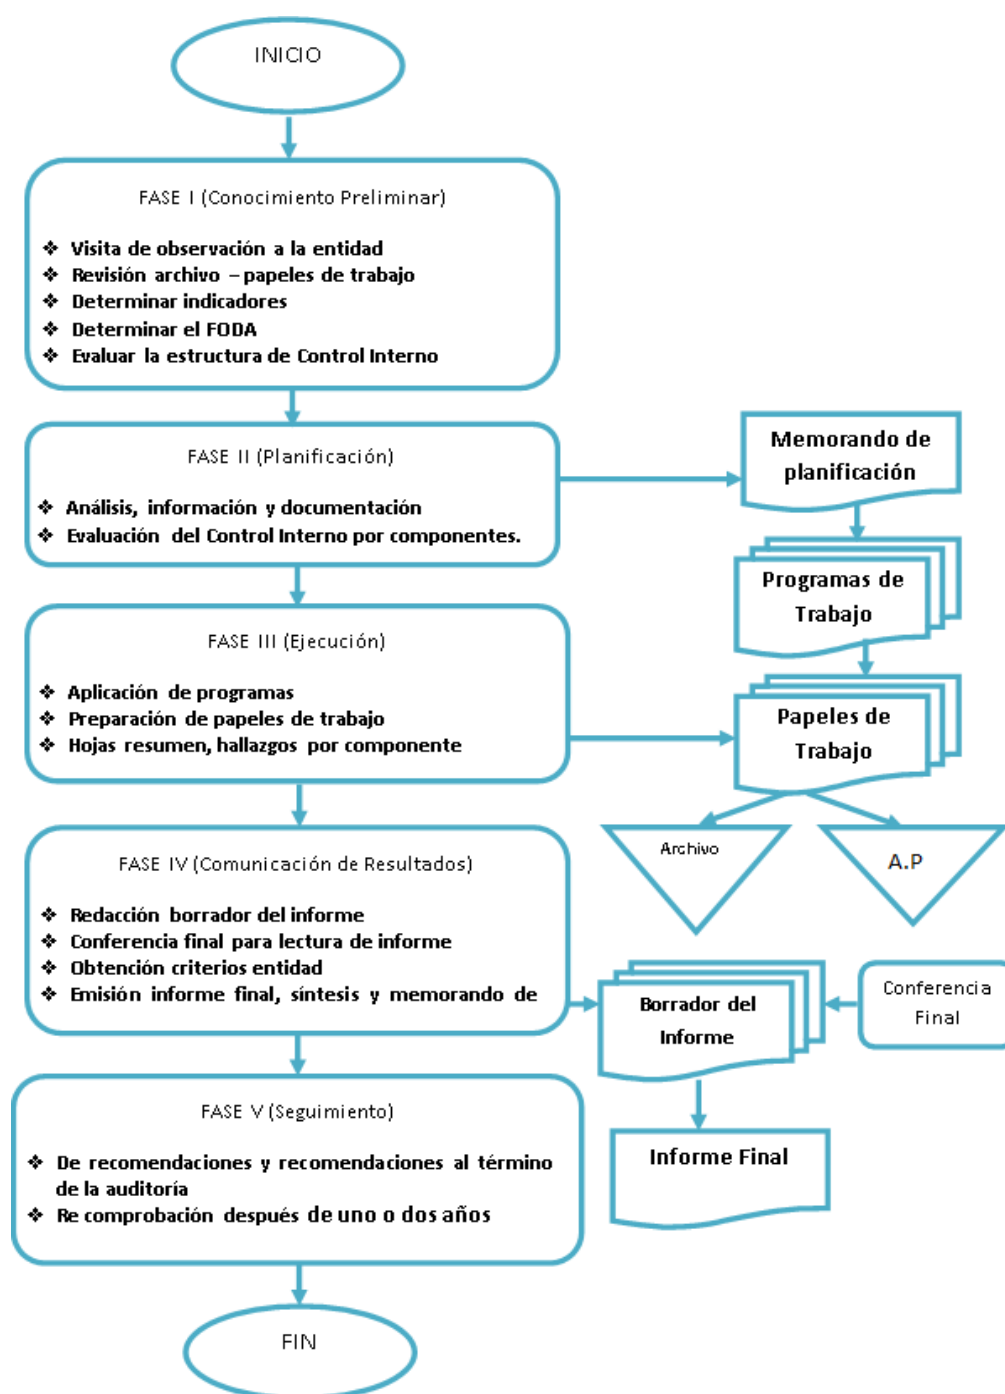 INICIO
FASE I (Conocimiento Preliminar)
❖ Visita de observación a la entidad
❖ Revisión archivo – papeles de trabajo
❖ Determinar indicadores
❖ Determinar el FODA
❖ Evaluar la estructura de Control Interno
FASE II (Planificación)
❖ Análisis, información y documentación
❖ Evaluación del Control Interno por componentes.
Memorando de
planificación
Programas de
Trabajo
FASE III (Ejecución)
❖ Aplicación de programas
❖ Preparación de papeles de trabajo
❖ Hojas resumen, hallazgos por componente
Papeles de
Trabajo
Archivo
A.P
FASE IV (Comunicación de Resultados)
❖ Redacción borrador del informe
❖ Conferencia final para lectura de informe
❖ Obtención criterios entidad
❖ Emisión informe final, síntesis y memorando de
Borrador del
Informe
Conferencia
Final
FASE V (Seguimiento)
❖ De recomendaciones y recomendaciones al término
de la auditoría
❖ Re comprobación después de uno o dos años
Informe Final
FIN